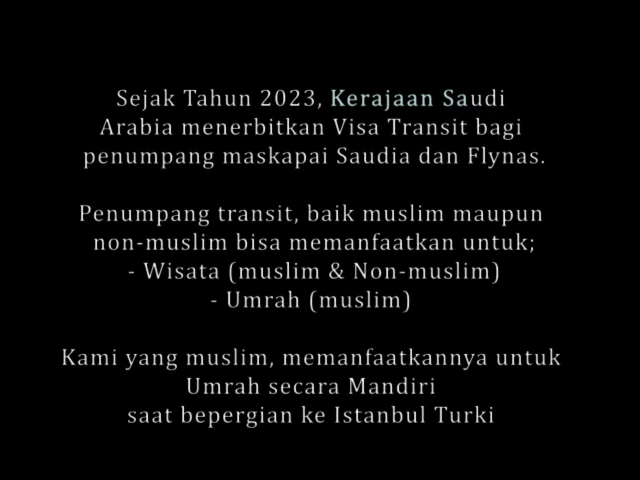 Sejak Tahun 2023, Kerajaan Saudi
Arabia menerbitkan Visa Transit bagi
penumpang maskapai Saudia dan Flynas.
Penumpang transit, baik muslim maupun
non-muslim bisa memanfaatkan untuk;
- Wisata (muslim & Non-muslim)
- Umrah (muslim)
Kami yang muslim, memanfaatkannya untuk
Umrah secara Mandiri
saat bepergian ke Istanbul Turki